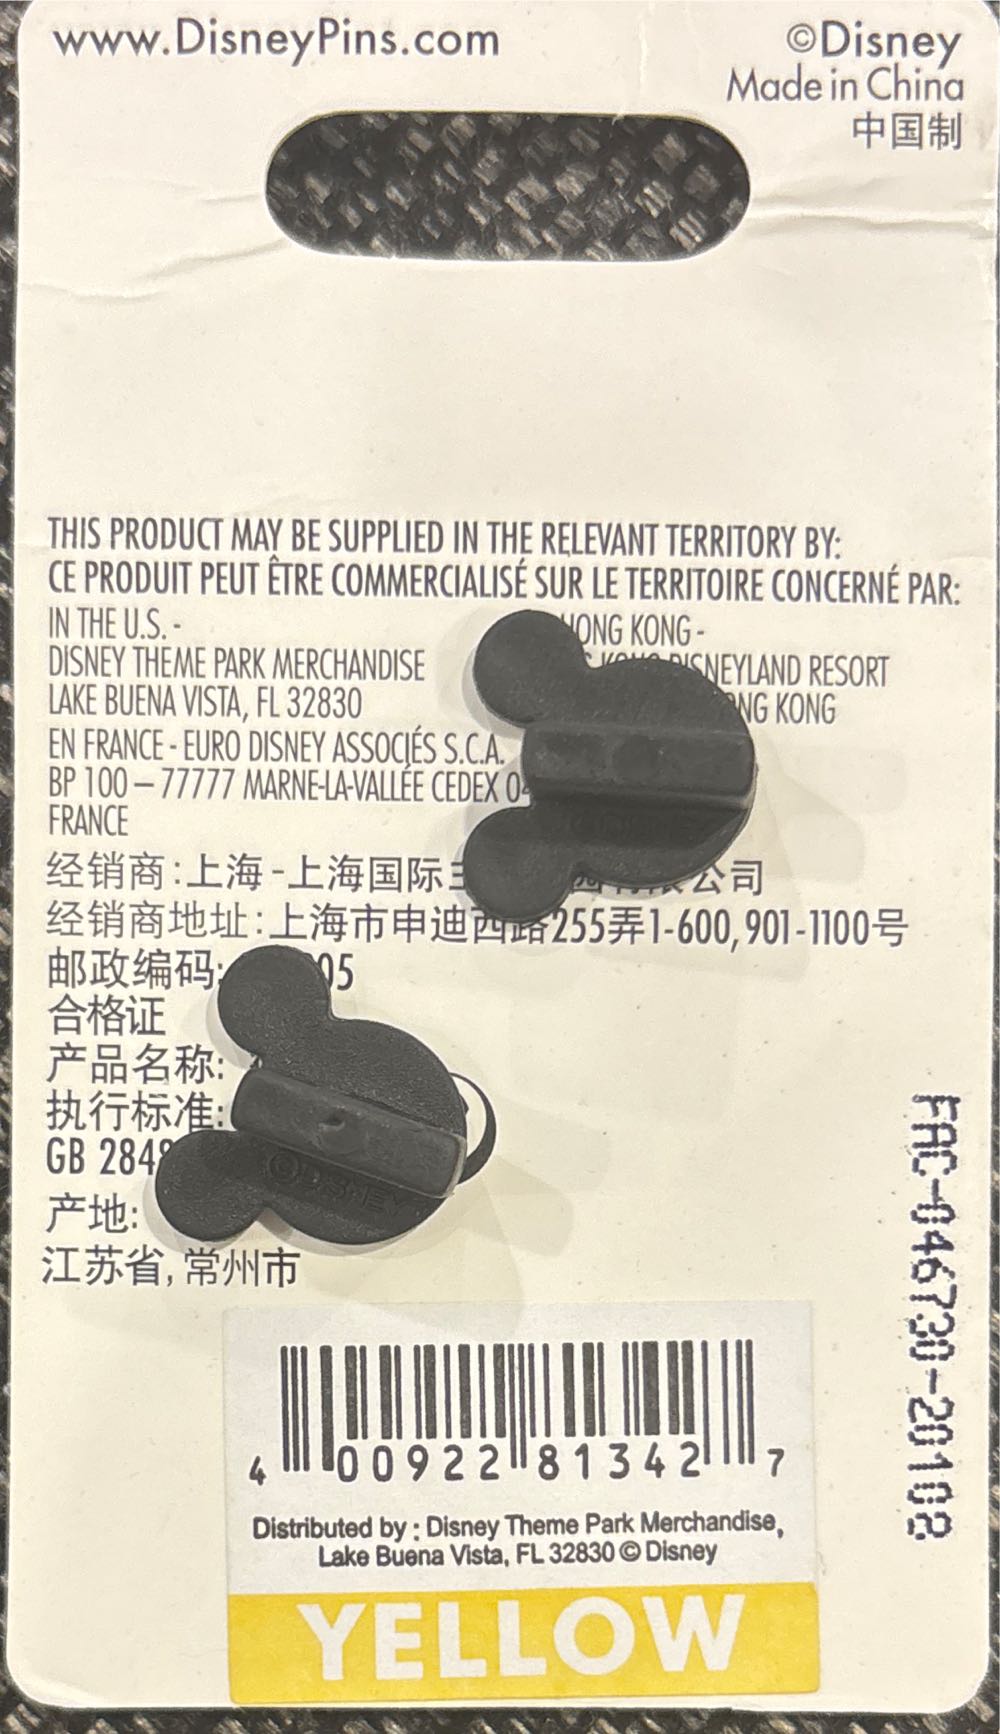 www.DisneyPins.com
©Disney
Made in China
中国制
THIS PRODUCT MAY BE SUPPLIED IN THE RELEVANT TERRITORY BY:
CE PRODUIT PEUT ÊTRE COMMERCIALISÉ SUR LE TERRITOIRE CONCERNÉ PAR:
IN THE U.S. -
DISNEY THEME PARK MERCHANDISE
LAKE BUENA VISTA, FL 32830
EN FRANCE - EURO DISNEY ASSOCIÉS S.C.A.
BP 100 – 77777 MARNE-LA-VALLÉE CEDEX
FRANCE
HONG KONG -
DISNEYLAND RESORT
KONG
经销商:上海-上海国际 公司
经销商地址:上海市申迪西路255弄1-600,901-1100号
邮政编码: 05
合格证
产品名称:
执行标准:
GB
产地:
江苏省,常州市
©DISNEY
FAC-046730-20108
4 00922 81342 7
Distributed by : Disney Theme Park Merchandise,
Lake Buena Vista, FL 32830 © Disney
YELLOW